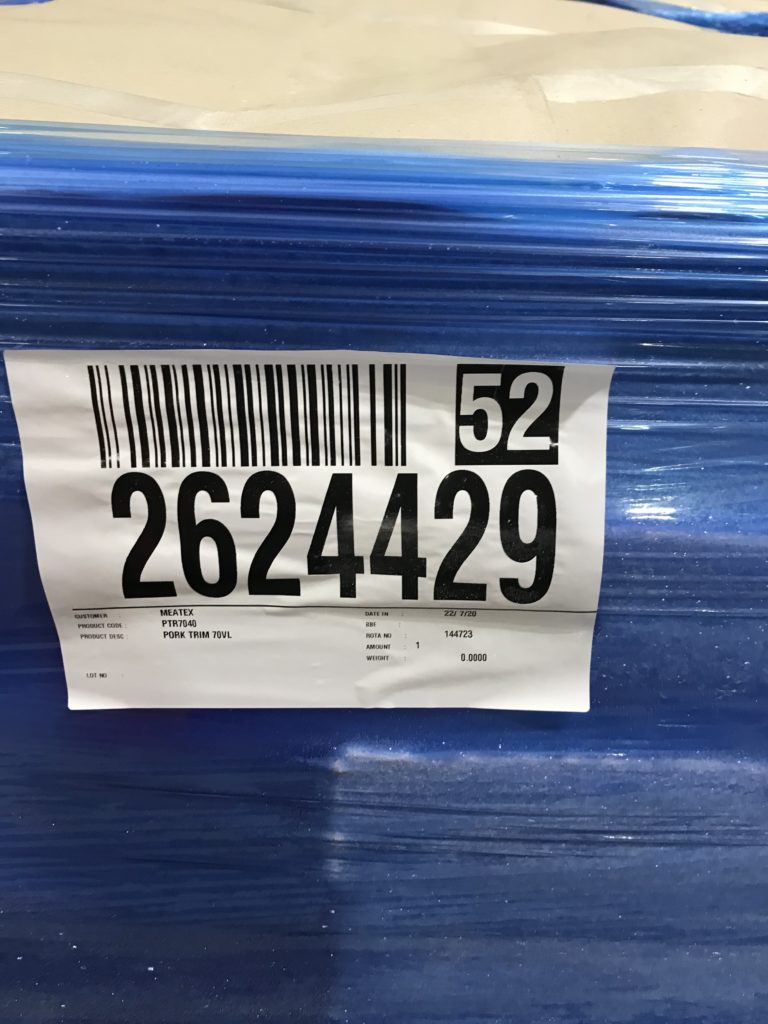 52
2624429
CUSTOMER : MEATEX
PRODUCT CODE : PTR7040
PRODUCT DESC : PORK TRIM 70VL
LOT NO :
DATE IN : 22/ 7/20
BBE :
ROTA NO : 144723
AMOUNT : 1
WEIGHT : 0.0000